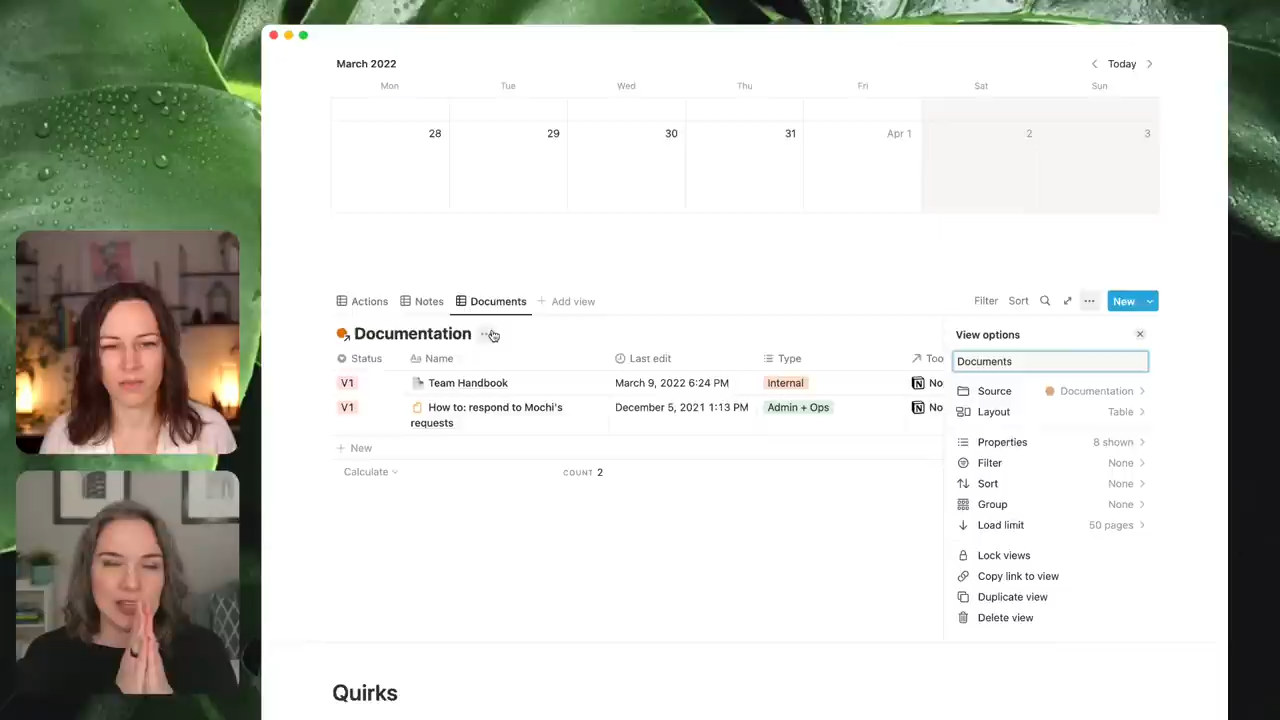 March 2022
Today
Mon Tue Wed Thu Fri Sat Sun
28 29 30 31 Apr 1 2 3
Actions Notes Documents + Add view
Filter Sort New
Documentation
Status Name Last edit Type Too
V1 Team Handbook March 9, 2022 6:24 PM Internal No
V1 How to: respond to Mochi's December 5, 2021 1:13 PM Admin + Ops No
requests
+ New
Calculate COUNT 2
View options
Documents
Source Documentation
Layout Table
Properties 8 shown
Filter None
Sort None
Group None
Load limit 50 pages
Lock views
Copy link to view
Duplicate view
Delete view
Quirks